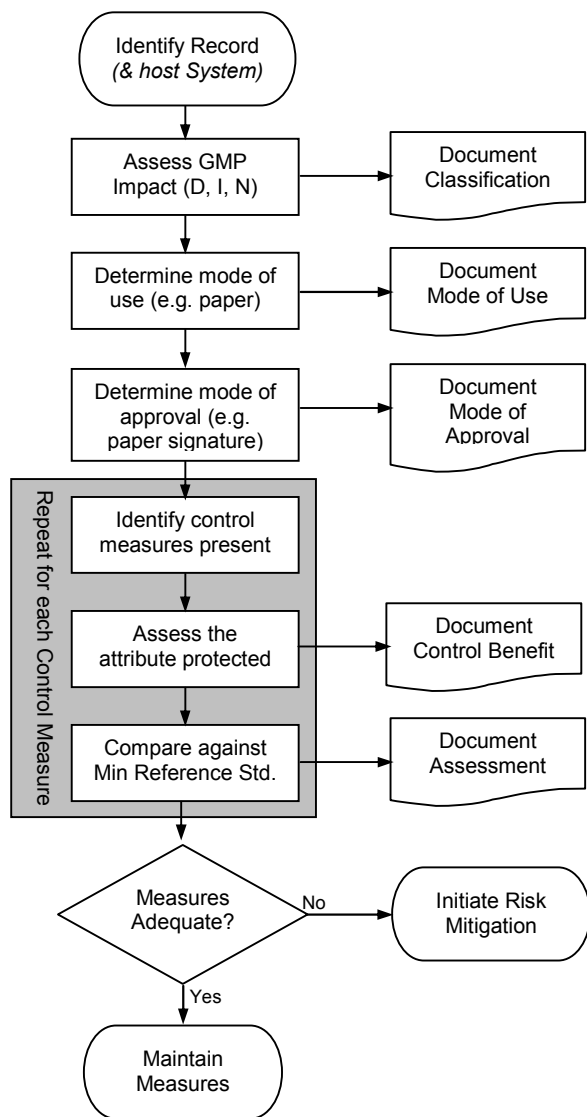 Identify Record
(& host System)
Assess GMP
Impact (D, I, N)
Document
Classification
Determine mode of
use (e.g. paper)
Document
Mode of Use
Determine mode of
approval (e.g.
paper signature)
Document
Mode of
Approval
Repeat for each Control Measure
Identify control
measures present
Assess the
attribute protected
Document
Control Benefit
Compare against
Min Reference Std.
Document
Assessment
Measures
Adequate?
No
Initiate Risk
Mitigation
Yes
Maintain
Measures